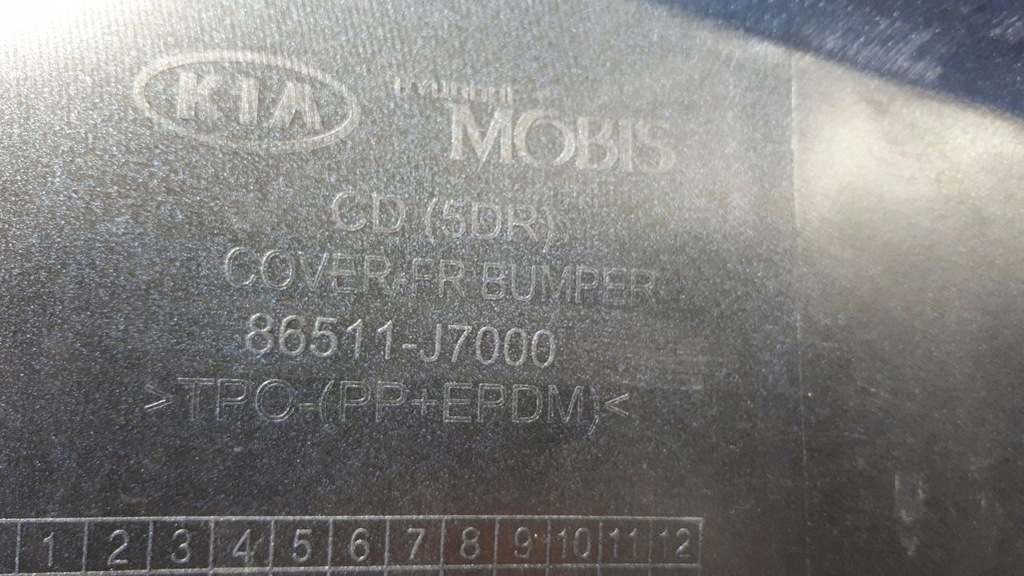 KIA
HYUNDAI
MOBIS
CD (5DR)
COVER-FR BUMPER
86511-J7000
>TPO-(PP+EPDM)<
1 2 3 4 5 6 7 8 9 10 11 12